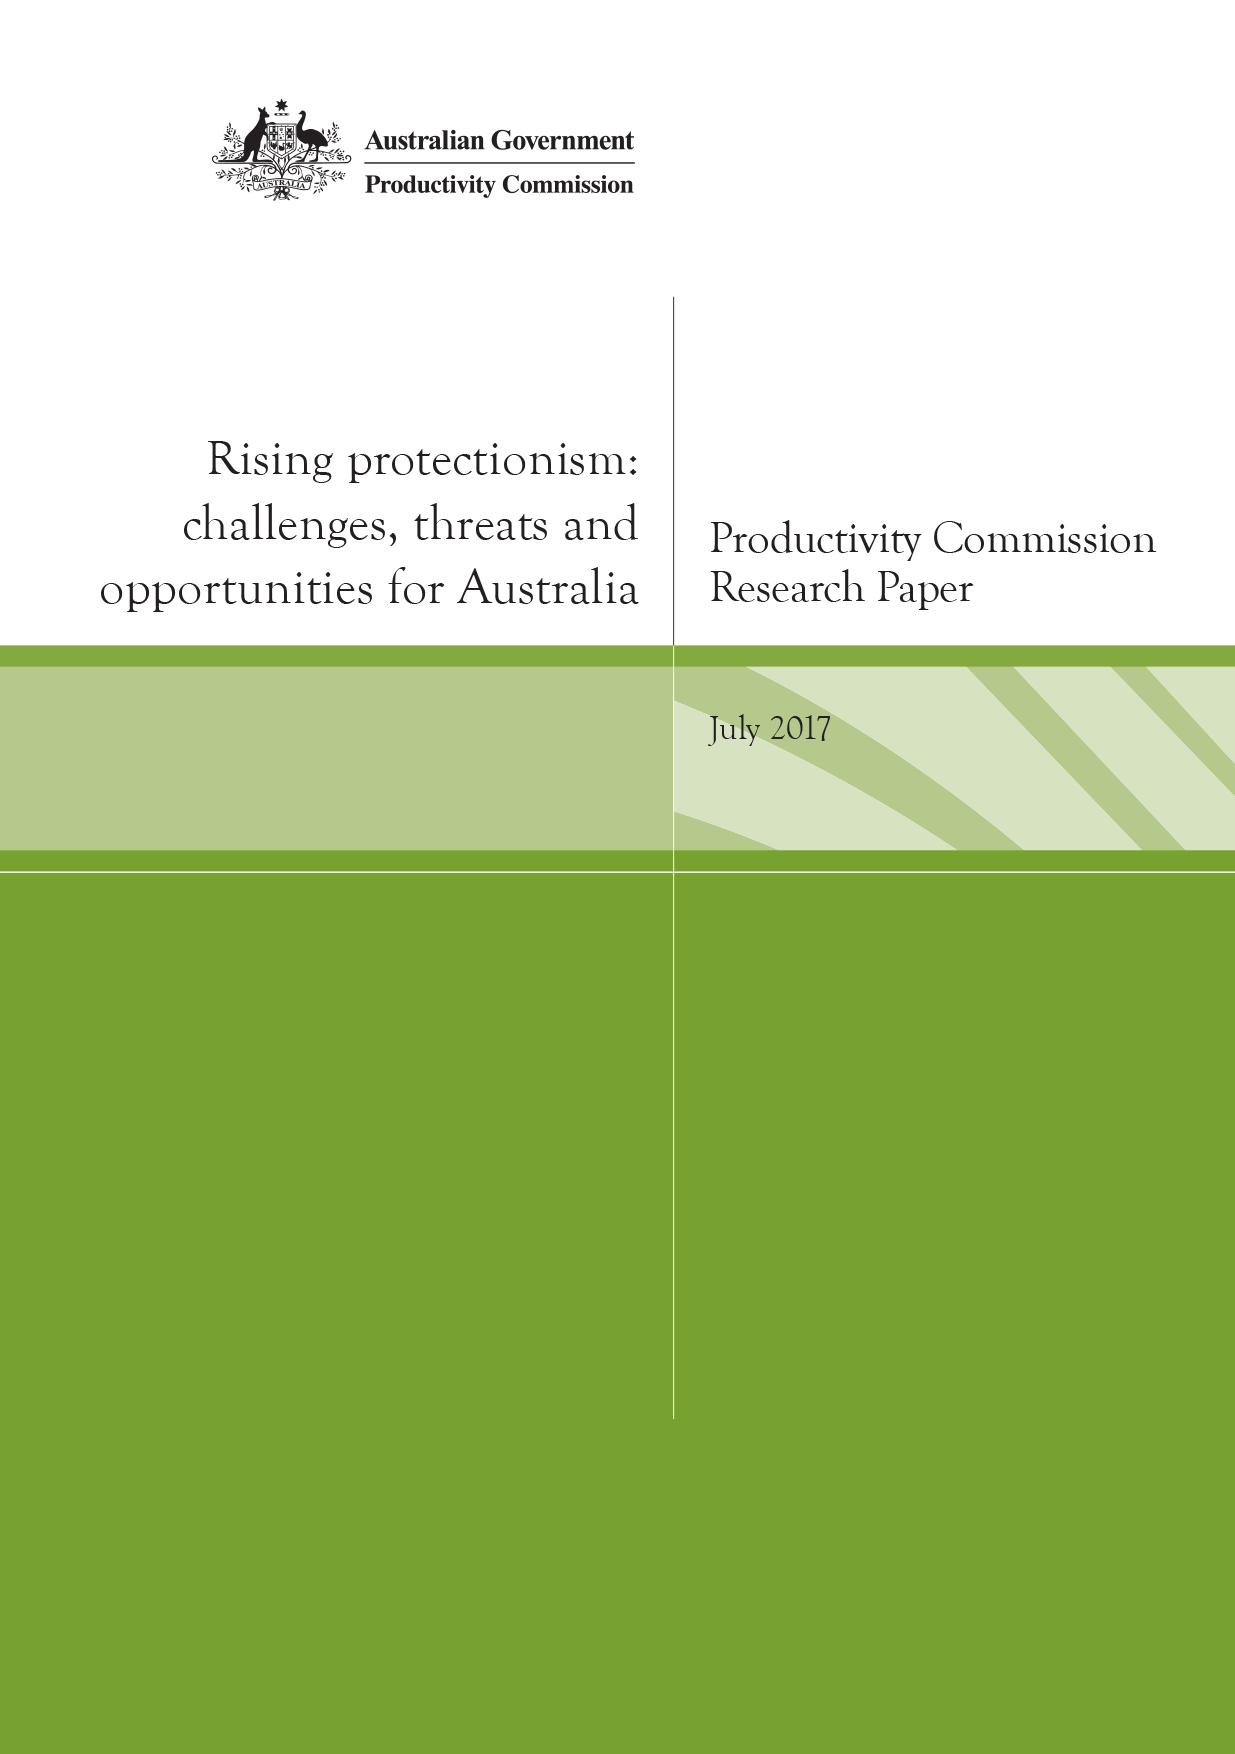 Australian Government
Productivity Commission
AUSTRALIA
Rising protectionism:
challenges, threats and
opportunities for Australia
Productivity Commission
Research Paper
July 2017